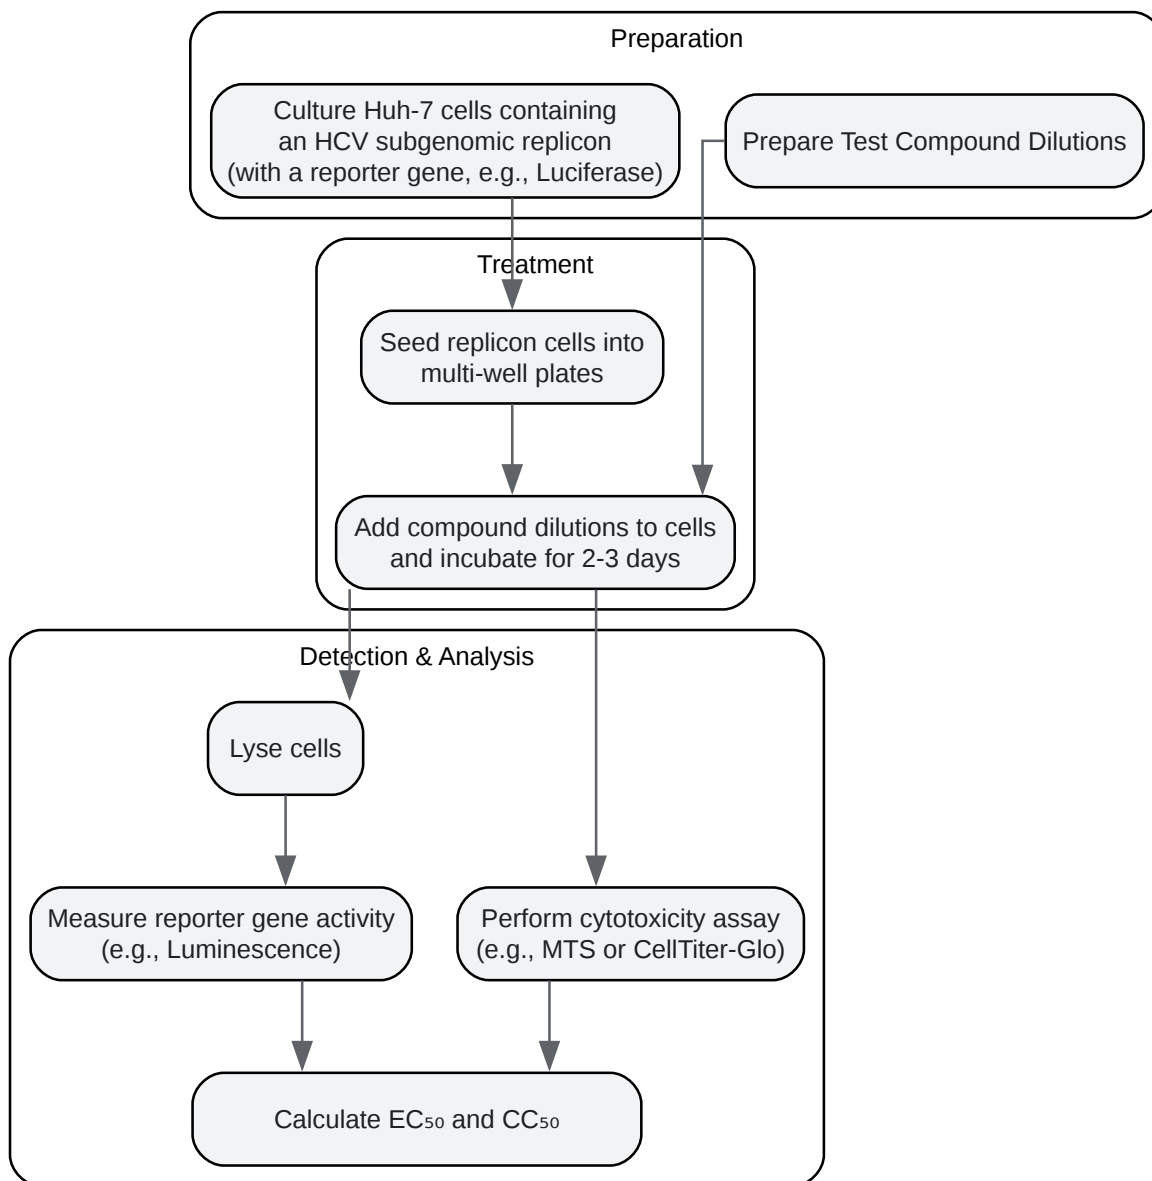 Preparation
Culture Huh-7 cells containing
an HCV subgenomic replicon
(with a reporter gene, e.g., Luciferase)
Prepare Test Compound Dilutions
Treatment
Seed replicon cells into
multi-well plates
Add compound dilutions to cells
and incubate for 2-3 days
Detection & Analysis
Lyse cells
Measure reporter gene activity
(e.g., Luminescence)
Perform cytotoxicity assay
(e.g., MTS or CellTiter-Glo)
Calculate EC₅₀ and CC₅₀